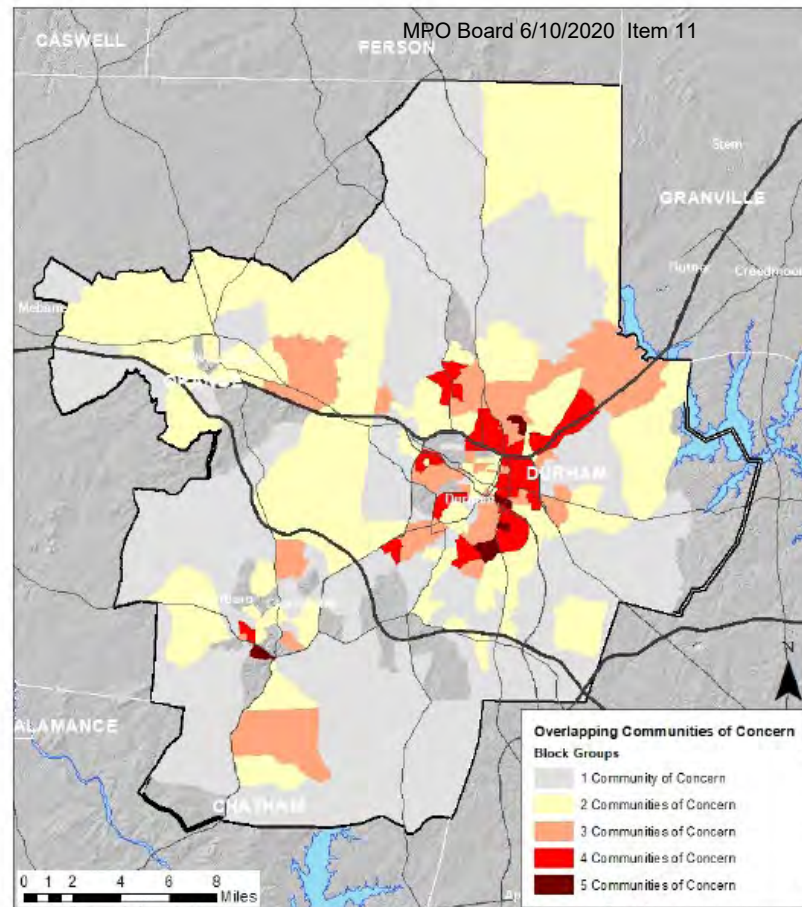 MPO Board 6/10/2020 Item 11
CASWELL
FERSON
Stem
GRANVILLE
Creedmoor
Mebane
DURHAM
Durham
ALAMANCE
CHATHAM
N
Overlapping Communities of Concern
Block Groups
1 Community of Concern
2 Communities of Concern
3 Communities of Concern
4 Communities of Concern
5 Communities of Concern
0 1 2 4 6 8
Miles